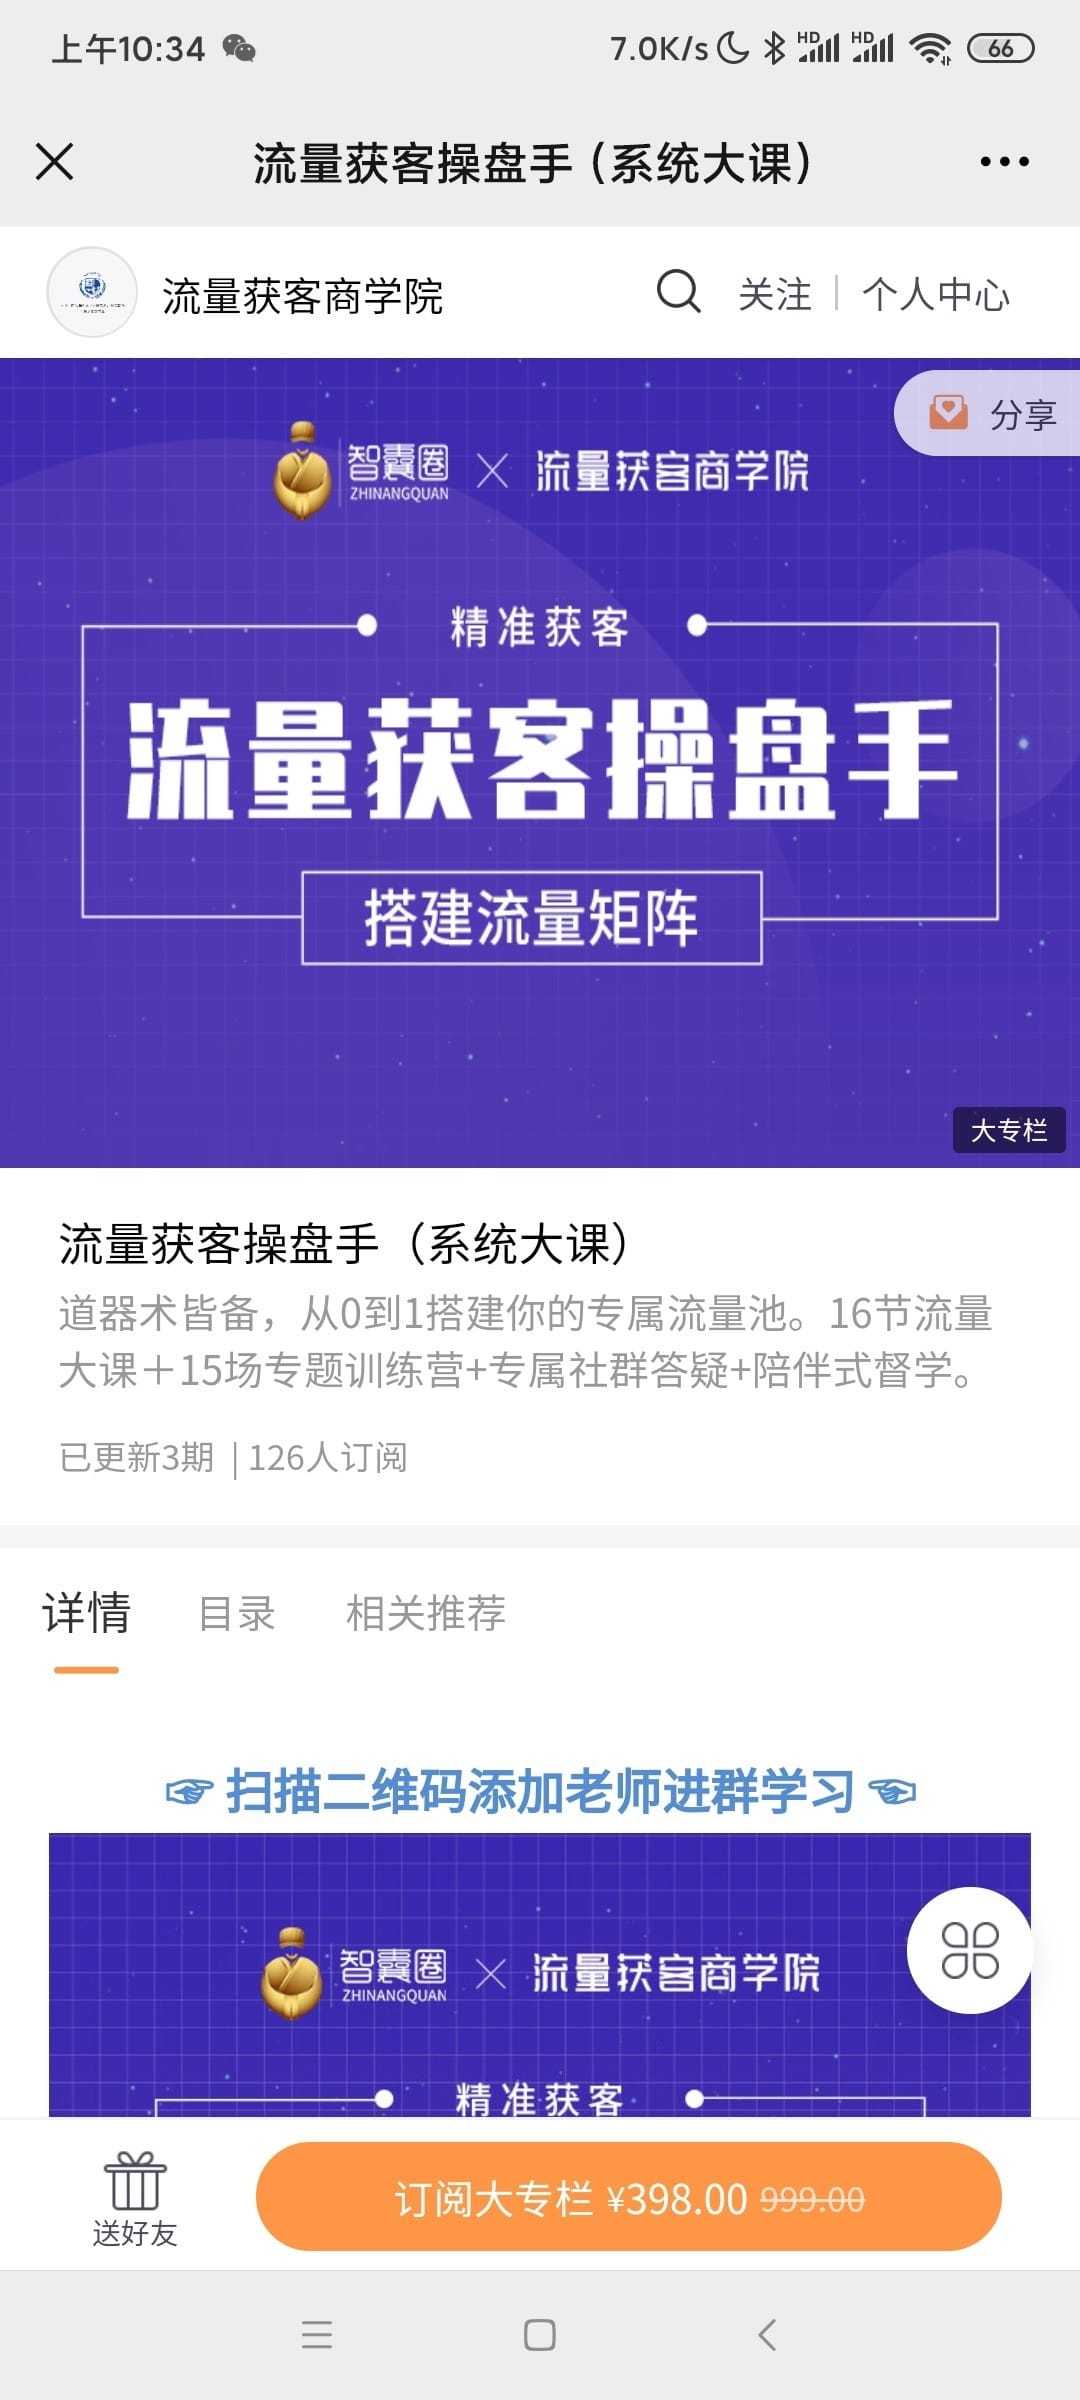 上午10:34
7.0K/s HD HD 66
流量获客操盘手(系统大课)
流量获客商学院
关注
个人中心
分享
智囊圈
ZHINANGQUAN
流量获客商学院
精准获客
流量获客操盘手
搭建流量矩阵
大专栏
流量获客操盘手（系统大课）
道器术皆备，从0到1搭建你的专属流量池。16节流量
大课＋15场专题训练营+专属社群答疑+陪伴式督学。
已更新3期 | 126人订阅
详情
目录
相关推荐
☞ 扫描二维码添加老师进群学习 ☜
智囊圈
ZHINANGQUAN
流量获客商学院
精准获客
送好友
订阅大专栏 ¥398.00 999.00